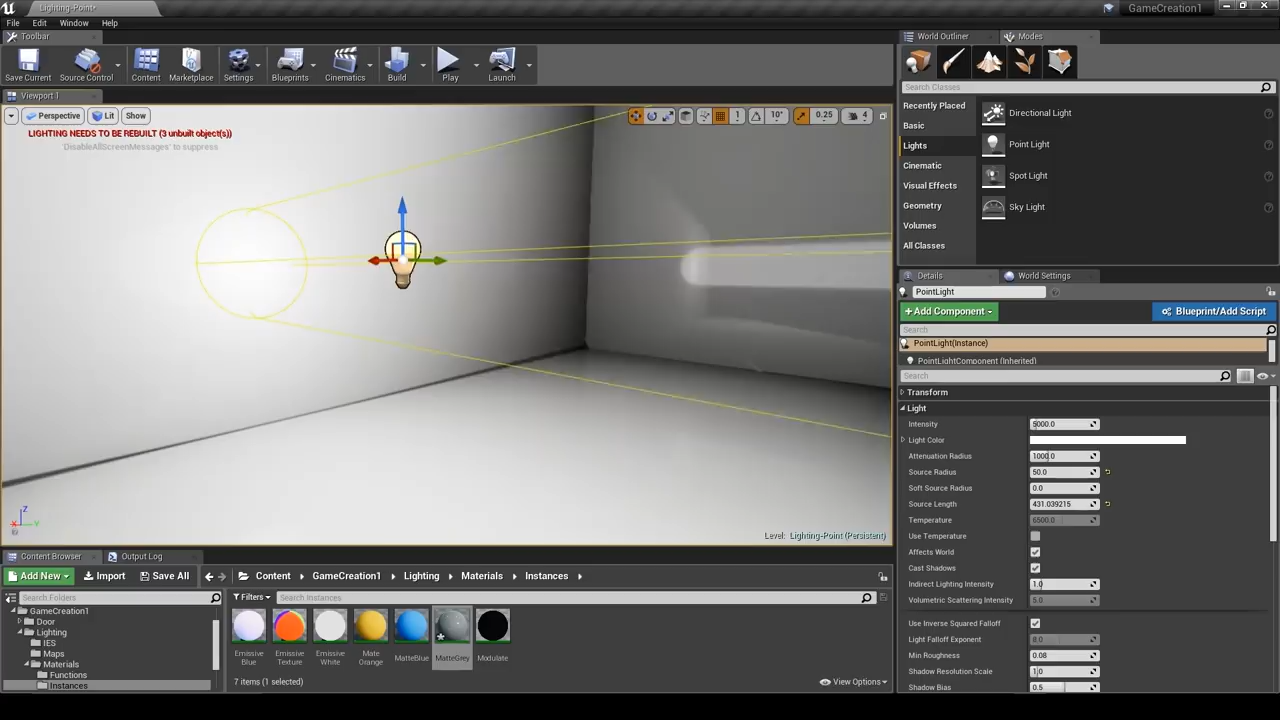 Lighting-Point*
GameCreation1
File Edit Window Help
Toolbar
World Outliner Modes
Save Current Source Control Content Marketplace Settings Blueprints Cinematics Build Play Launch
Search Classes
Viewport 1
Perspective Lit Show
10° 0.25 4
LIGHTING NEEDS TO BE REBUILT (3 unbuilt object(s))
'DisableAllScreenMessages' to suppress
Recently Placed
Basic
Lights
Cinematic
Visual Effects
Geometry
Volumes
All Classes
Directional Light
Point Light
Spot Light
Sky Light
Details World Settings
PointLight
Add Component
Blueprint/Add Script
Search
PointLight(Instance)
PointLightComponent (Inherited)
Search
Transform
Light
Intensity 5000.0
Light Color
Attenuation Radius 1000.0
Source Radius 50.0
Soft Source Radius 0.0
Source Length 431.039215
Temperature 6500.0
Use Temperature
Affects World
Cast Shadows
Indirect Lighting Intensity 1.0
Volumetric Scattering Intensity 5.0
Use Inverse Squared Falloff
Light Falloff Exponent 8.0
Min Roughness 0.08
Shadow Resolution Scale 1.0
Shadow Bias 0.5
Z
X Y
Level: Lighting-Point (Persistent)
Content Browser Output Log
Add New Import Save All Content GameCreation1 Lighting Materials Instances
Search Folders
Filters Search Instances
GameCreation1
Door
Lighting
IES
Maps
Materials
Functions
Instances
Emissive Blue
Emissive Texture
Emissive White
Mate Orange
MatteBlue
MatteGrey
Modulate
7 items (1 selected)
View Options